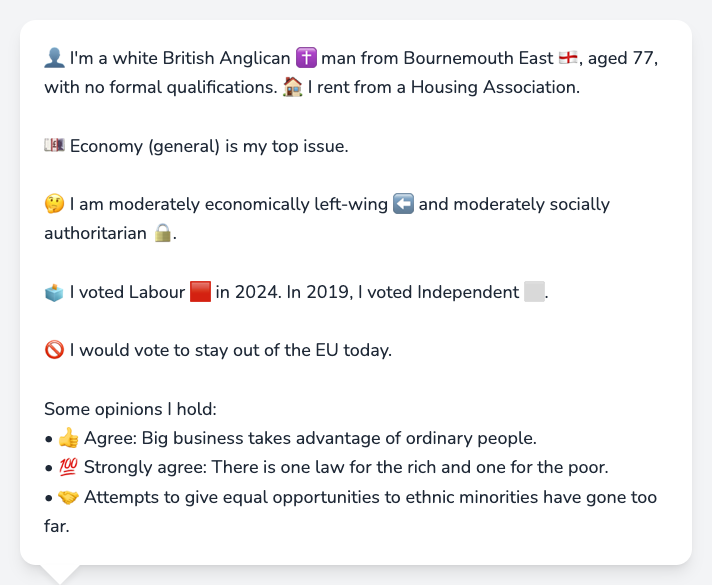 👤 I'm a white British Anglican ✝️ man from Bournemouth East 🏴󠁧󠁢󠁥󠁮󠁧󠁿, aged 77,
with no formal qualifications. 🏠 I rent from a Housing Association.
💷 Economy (general) is my top issue.
🤔 I am moderately economically left-wing ⬅️ and moderately socially
authoritarian 🔒.
🗳️ I voted Labour 🟥 in 2024. In 2019, I voted Independent ⬜.
🚫 I would vote to stay out of the EU today.
Some opinions I hold:
• 👍 Agree: Big business takes advantage of ordinary people.
• 💯 Strongly agree: There is one law for the rich and one for the poor.
• 🤝 Attempts to give equal opportunities to ethnic minorities have gone too
far.